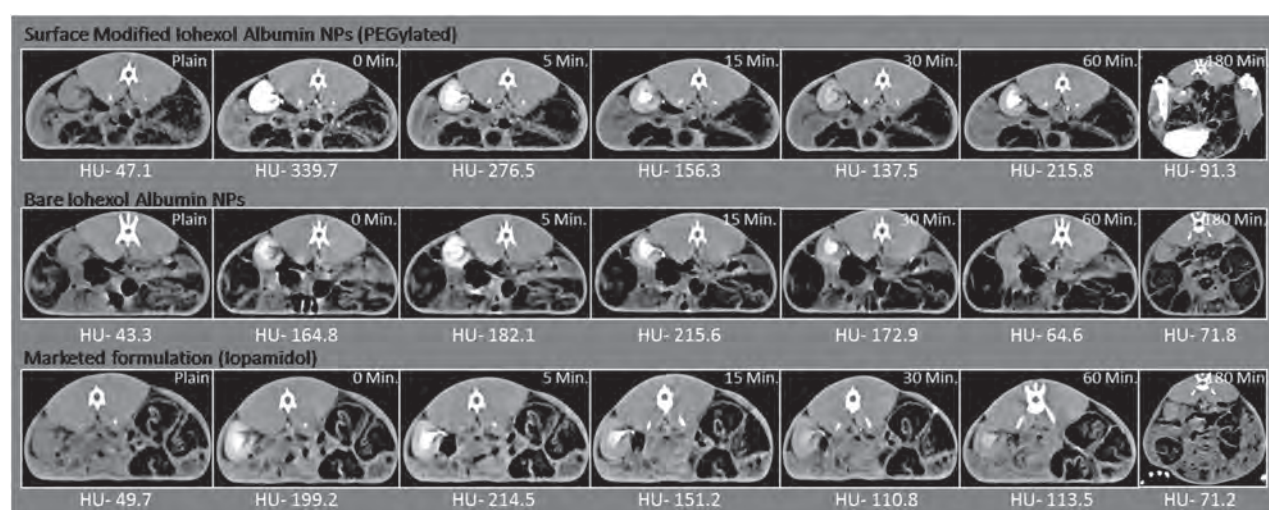 Surface Modified Iohexol Albumin NPs (PEGylated)
Plain 0 Min. 5 Min. 15 Min. 30 Min. 60 Min. 180 Min.
HU- 47.1 HU- 339.7 HU- 276.5 HU- 156.3 HU- 137.5 HU- 215.8 HU- 91.3
Bare Iohexol Albumin NPs
Plain 0 Min. 5 Min. 15 Min. 30 Min. 60 Min. 180 Min.
HU- 43.3 HU- 164.8 HU- 182.1 HU- 215.6 HU- 172.9 HU- 64.6 HU- 71.8
Marketed formulation (Iopamidol)
Plain 0 Min. 5 Min. 15 Min. 30 Min. 60 Min. 180 Min
HU- 49.7 HU- 199.2 HU- 214.5 HU- 151.2 HU- 110.8 HU- 113.5 HU- 71.2